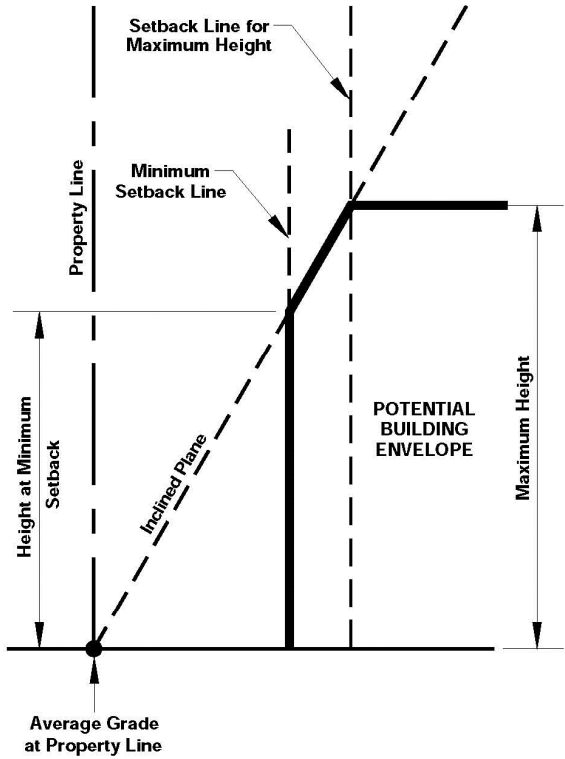 Setback Line for
Maximum Height
Minimum
Setback Line
Property Line
Height at Minimum
Setback
Inclined Plane
POTENTIAL
BUILDING
ENVELOPE
Maximum Height
Average Grade
at Property Line